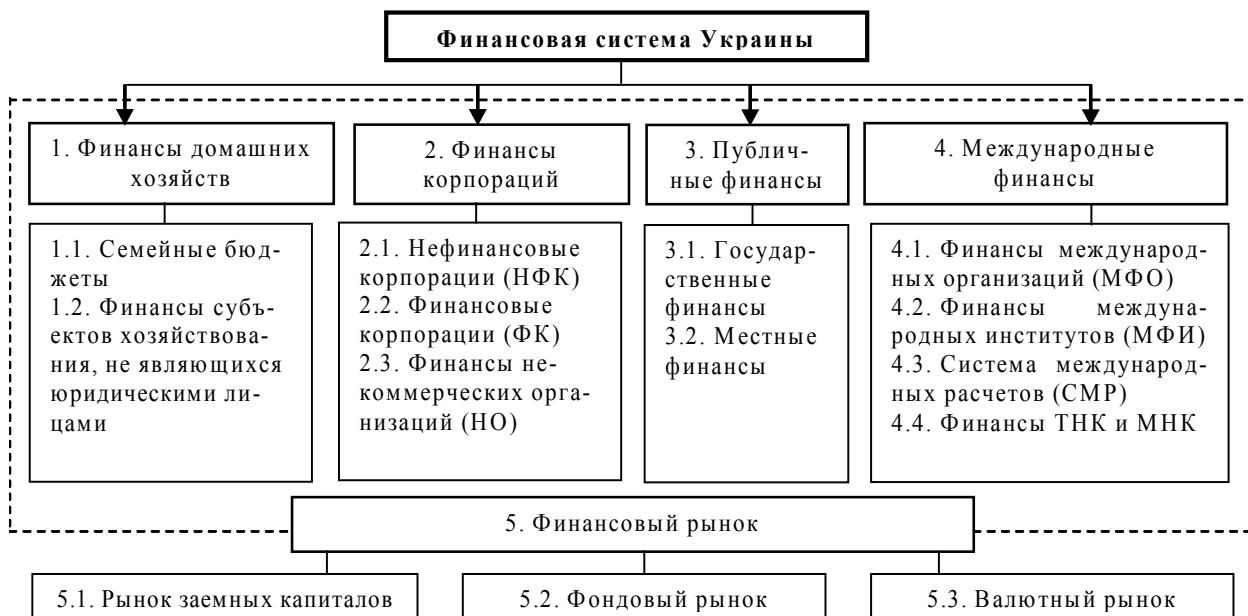 Финансовая система Украины
1. Финансы домашних
хозяйств
2. Финансы
корпораций
3. Публич-
ные финансы
4. Международные
финансы
1.1. Семейные бюд-
жеты
1.2. Финансы субъ-
ектов хозяйствова-
ния, не являющихся
юридическими ли-
цами
2.1. Нефинансовые
корпорации (НФК)
2.2. Финансовые
корпорации (ФК)
2.3. Финансы не-
коммерческих орга-
низаций (НО)
3.1. Государ-
ственные
финансы
3.2. Местные
финансы
4.1. Финансы международ-
ных организаций (МФО)
4.2. Финансы междуна-
родных институтов (МФИ)
4.3. Система международ-
ных расчетов (СМР)
4.4. Финансы ТНК и МНК
5. Финансовый рынок
5.1. Рынок заемных капиталов
5.2. Фондовый рынок
5.3. Валютный рынок